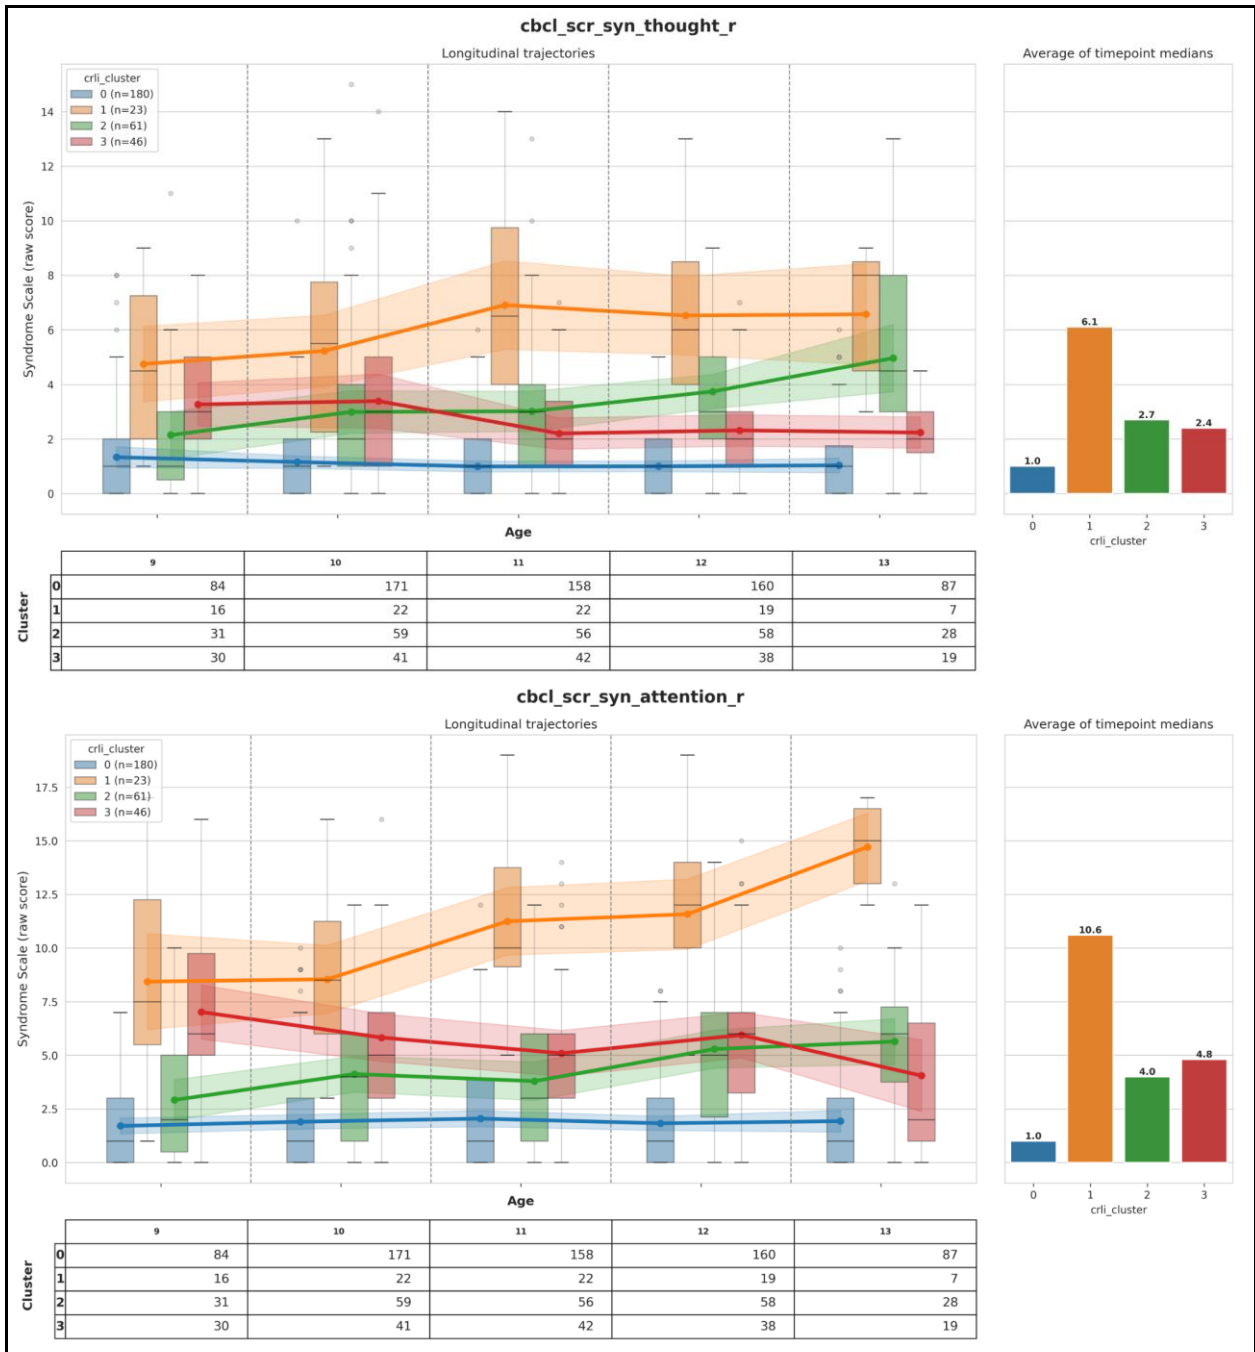 cbcl_scr_syn_thought_r
Longitudinal trajectories
Average of timepoint medians
crli_cluster
0 (n=180)
1 (n=23)
2 (n=61)
3 (n=46)
Syndrome Scale (raw score)
14
12
10
8
6
4
2
0
Age
1.0
6.1
2.7
2.4
0 1 2 3
crli_cluster
9 10 11 12 13
Cluster
0 84 171 158 160 87
1 16 22 22 19 7
2 31 59 56 58 28
3 30 41 42 38 19
cbcl_scr_syn_attention_r
Longitudinal trajectories
Average of timepoint medians
crli_cluster
0 (n=180)
1 (n=23)
2 (n=61)
3 (n=46)
Syndrome Scale (raw score)
17.5
15.0
12.5
10.0
7.5
5.0
2.5
0.0
Age
1.0
10.6
4.0
4.8
0 1 2 3
crli_cluster
9 10 11 12 13
Cluster
0 84 171 158 160 87
1 16 22 22 19 7
2 31 59 56 58 28
3 30 41 42 38 19